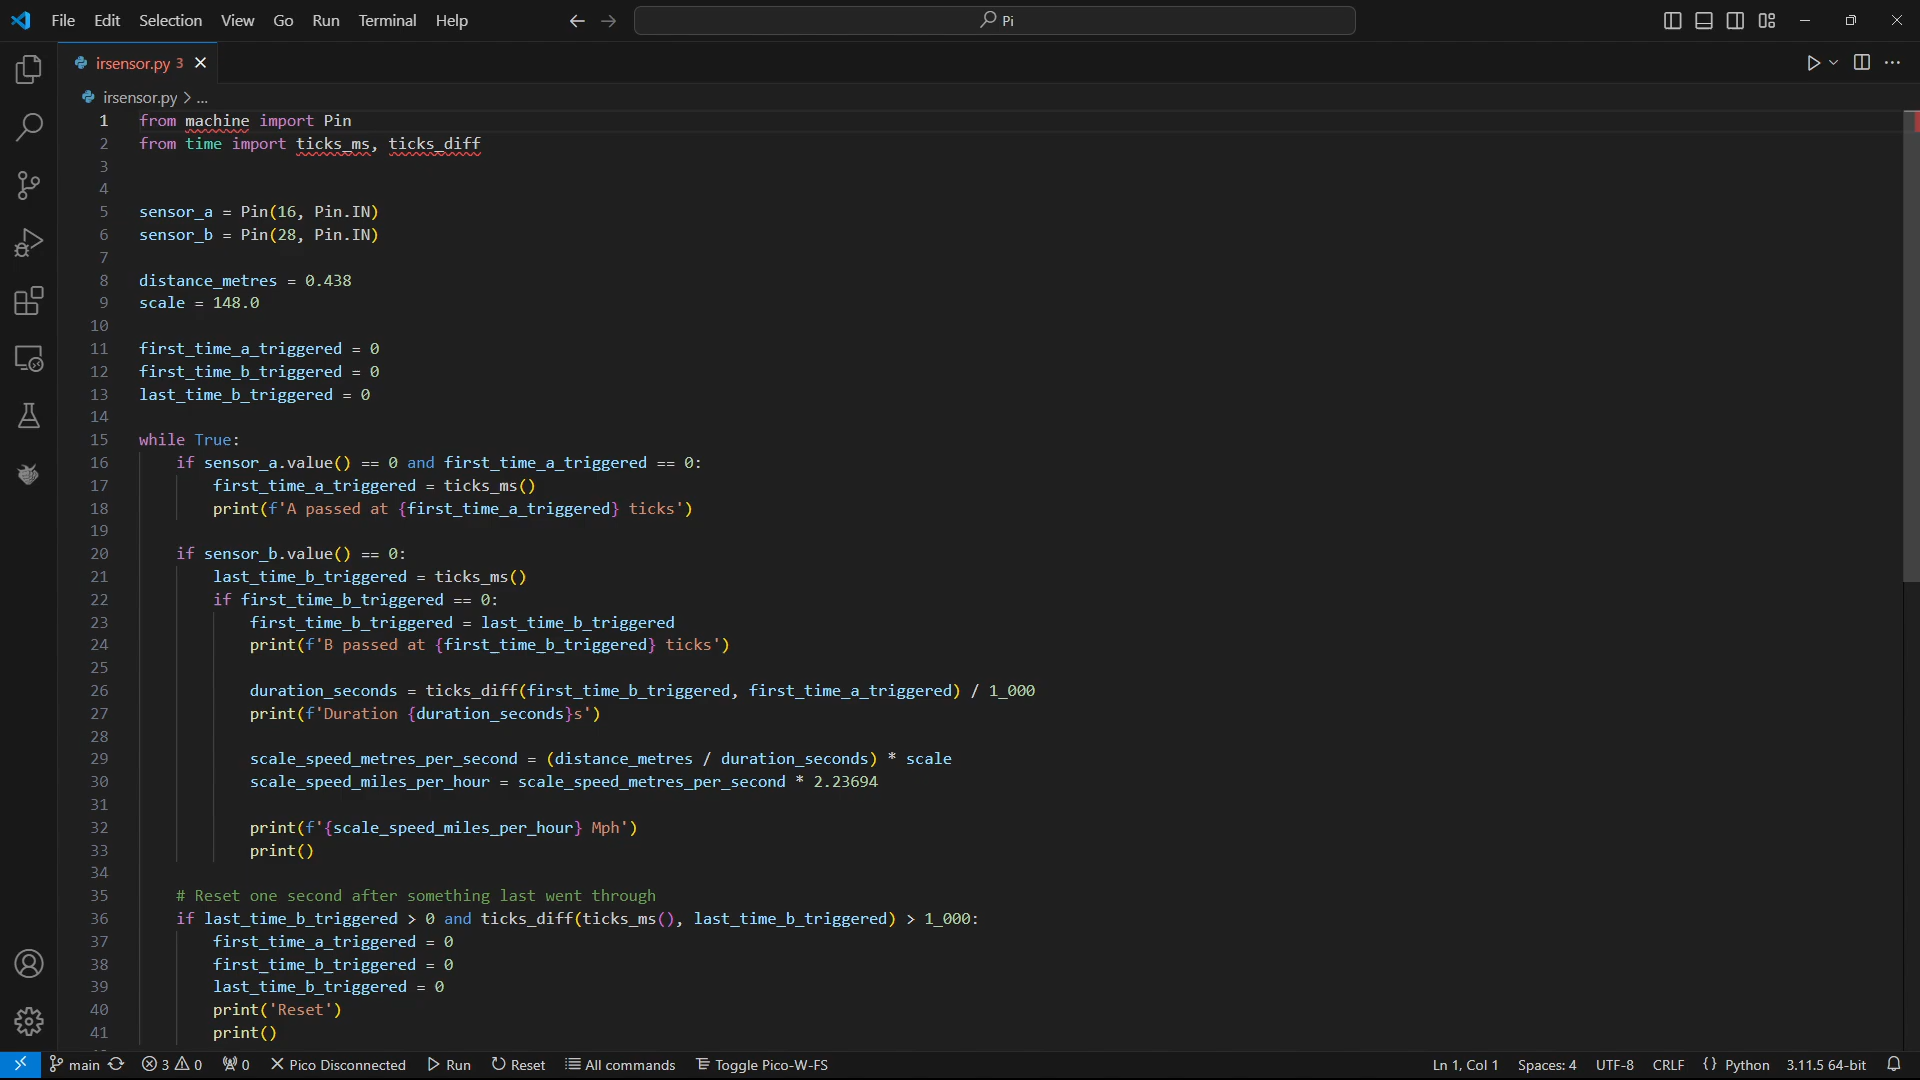 File Edit Selection View Go Run Terminal Help
Pi
irsensor.py 3
irsensor.py > ...
1 from machine import Pin
2 from time import ticks_ms, ticks_diff
3
4
5 sensor_a = Pin(16, Pin.IN)
6 sensor_b = Pin(28, Pin.IN)
7
8 distance_metres = 0.438
9 scale = 148.0
10
11 first_time_a_triggered = 0
12 first_time_b_triggered = 0
13 last_time_b_triggered = 0
14
15 while True:
16     if sensor_a.value() == 0 and first_time_a_triggered == 0:
17         first_time_a_triggered = ticks_ms()
18         print(f'A passed at {first_time_a_triggered} ticks')
19
20     if sensor_b.value() == 0:
21         last_time_b_triggered = ticks_ms()
22         if first_time_b_triggered == 0:
23             first_time_b_triggered = last_time_b_triggered
24             print(f'B passed at {first_time_b_triggered} ticks')
25
26             duration_seconds = ticks_diff(first_time_b_triggered, first_time_a_triggered) / 1_000
27             print(f'Duration {duration_seconds}s')
28
29             scale_speed_metres_per_second = (distance_metres / duration_seconds) * scale
30             scale_speed_miles_per_hour = scale_speed_metres_per_second * 2.23694
31
32             print(f'{scale_speed_miles_per_hour} Mph')
33             print()
34
35     # Reset one second after something last went through
36     if last_time_b_triggered > 0 and ticks_diff(ticks_ms(), last_time_b_triggered) > 1_000:
37         first_time_a_triggered = 0
38         first_time_b_triggered = 0
39         last_time_b_triggered = 0
40         print('Reset')
41         print()
main 3 0 0 Pico Disconnected Run Reset All commands Toggle Pico-W-FS Ln 1, Col 1 Spaces: 4 UTF-8 CRLF {} Python 3.11.5 64-bit